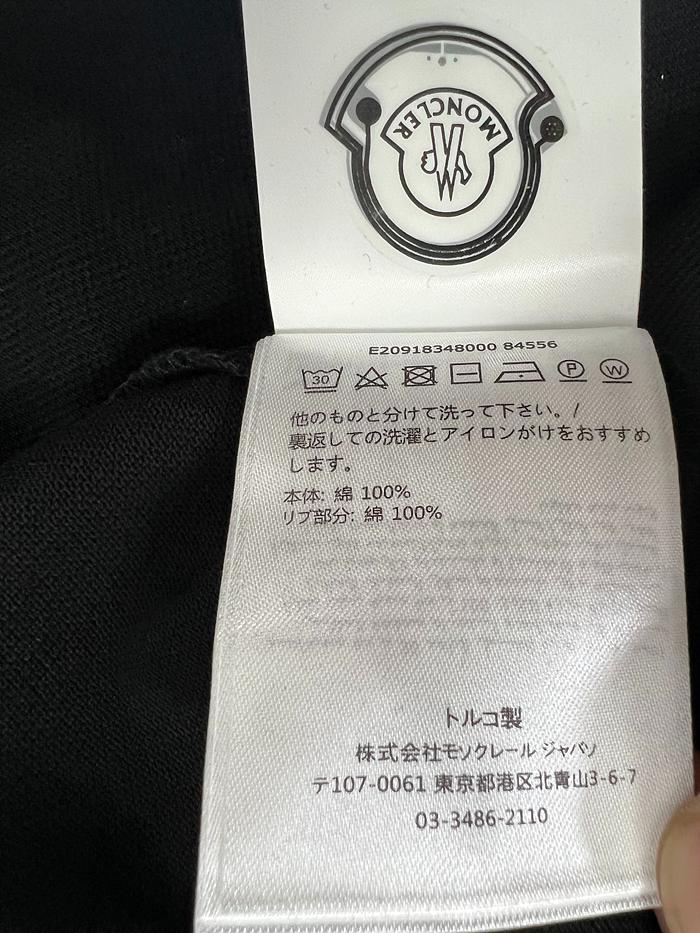 MONCLER
E20918348000 84556
30
P
W
他のものと分けて洗って下さい。/
裏返しての洗濯とアイロンがけをおすすめ
します。
本体: 綿 100%
リブ部分: 綿 100%
トルコ製
株式会社モソクレール ジャパソ
〒107-0061 東京都港区北青山3-6-7
03-3486-2110